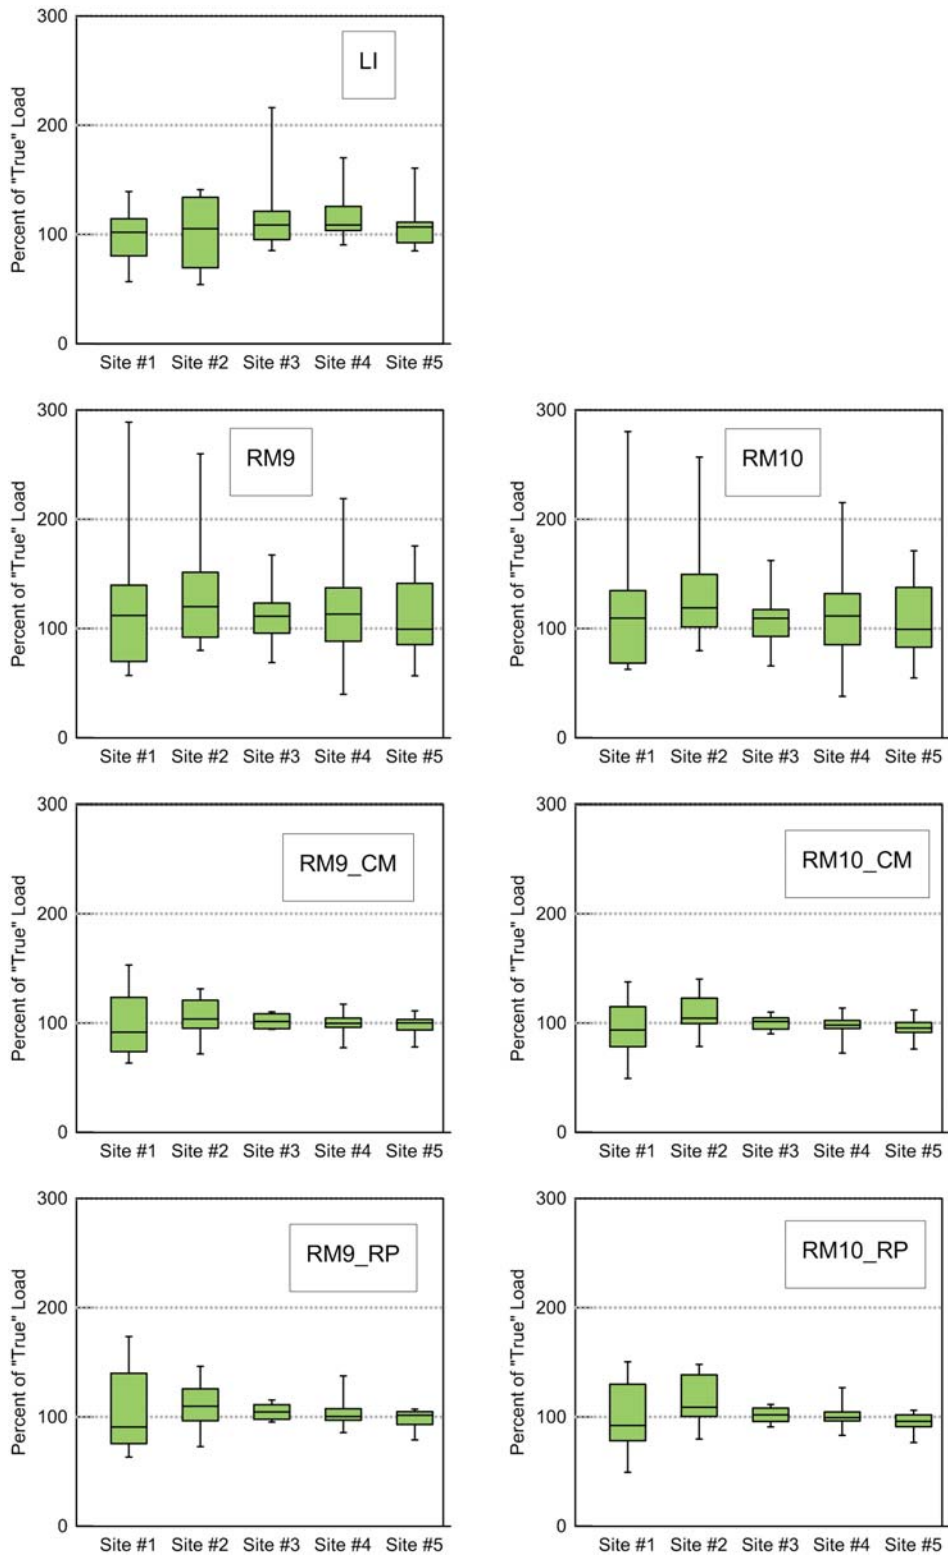 300
200
100
0
Percent of "True" Load
LI
Site #1 Site #2 Site #3 Site #4 Site #5
300
200
100
0
Percent of "True" Load
RM9
Site #1 Site #2 Site #3 Site #4 Site #5
300
200
100
0
Percent of "True" Load
RM10
Site #1 Site #2 Site #3 Site #4 Site #5
300
200
100
0
Percent of "True" Load
RM9_CM
Site #1 Site #2 Site #3 Site #4 Site #5
300
200
100
0
Percent of "True" Load
RM10_CM
Site #1 Site #2 Site #3 Site #4 Site #5
300
200
100
0
Percent of "True" Load
RM9_RP
Site #1 Site #2 Site #3 Site #4 Site #5
300
200
100
0
Percent of "True" Load
RM10_RP
Site #1 Site #2 Site #3 Site #4 Site #5